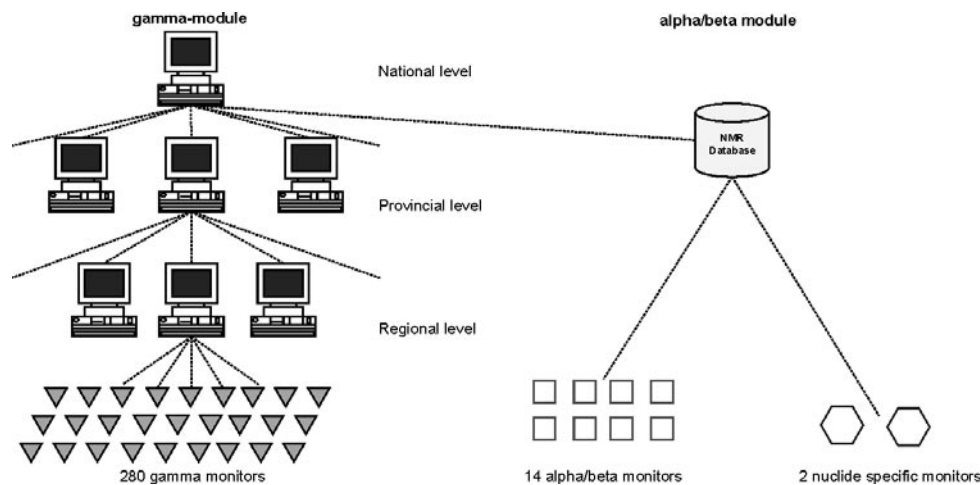 gamma-module
alpha/beta module
National level
NMR
Database
Provincial level
Regional level
280 gamma monitors
14 alpha/beta monitors
2 nuclide specific monitors